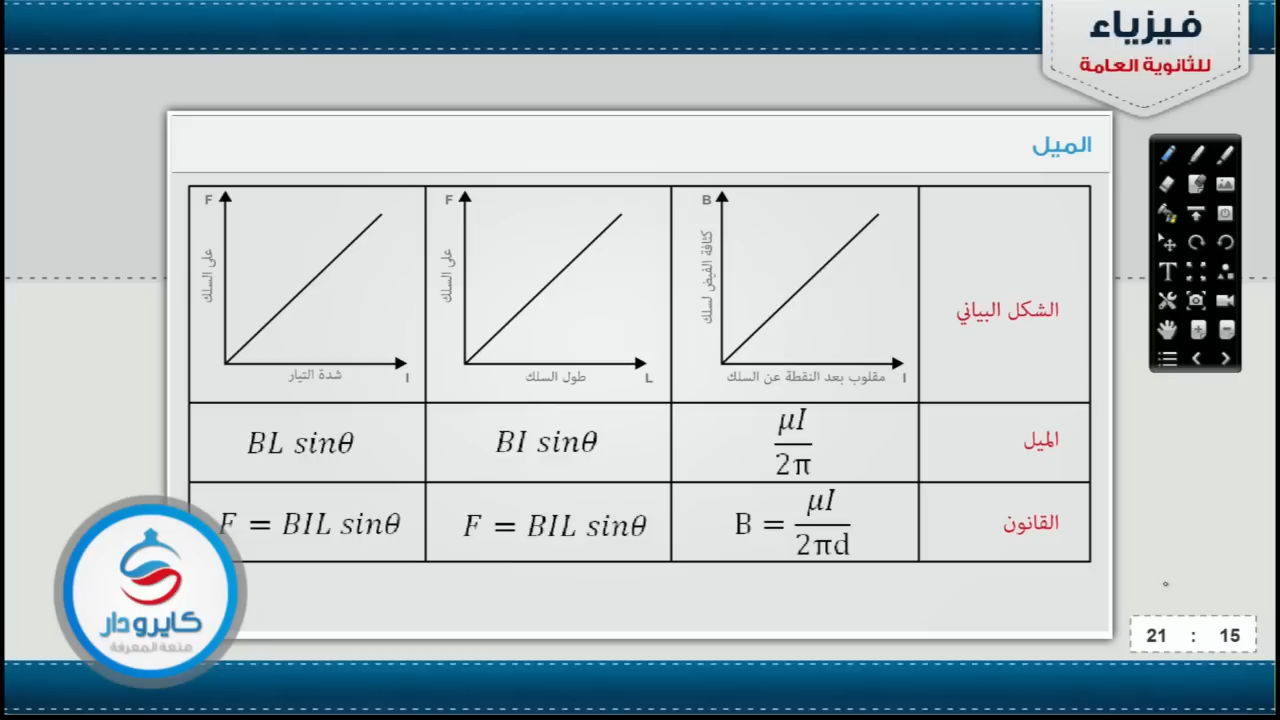 فيزياء
للثانوية العامة
الميل
الشكل البياني
B
كثافة الفيض لسلك
مقلوب بعد النقطة عن السلك
I
F
على السلك
طول السلك
L
F
على السلك
شدة التيار
I
الميل
μI
2π
BI sinθ
BL sinθ
القانون
B = μI
2πd
F = BIL sinθ
F = BIL sinθ
كايرودار
متعة المعرفة
21 : 15